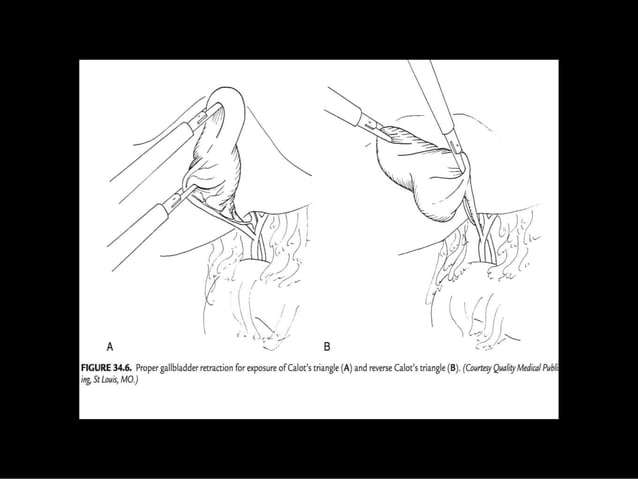 A
B
FIGURE 34.6. Proper gallbladder retraction for exposure of Calot's triangle (A) and reverse Calot's triangle (B). (Courtesy Quality Medical Publi
ing, St Louis, MO.)